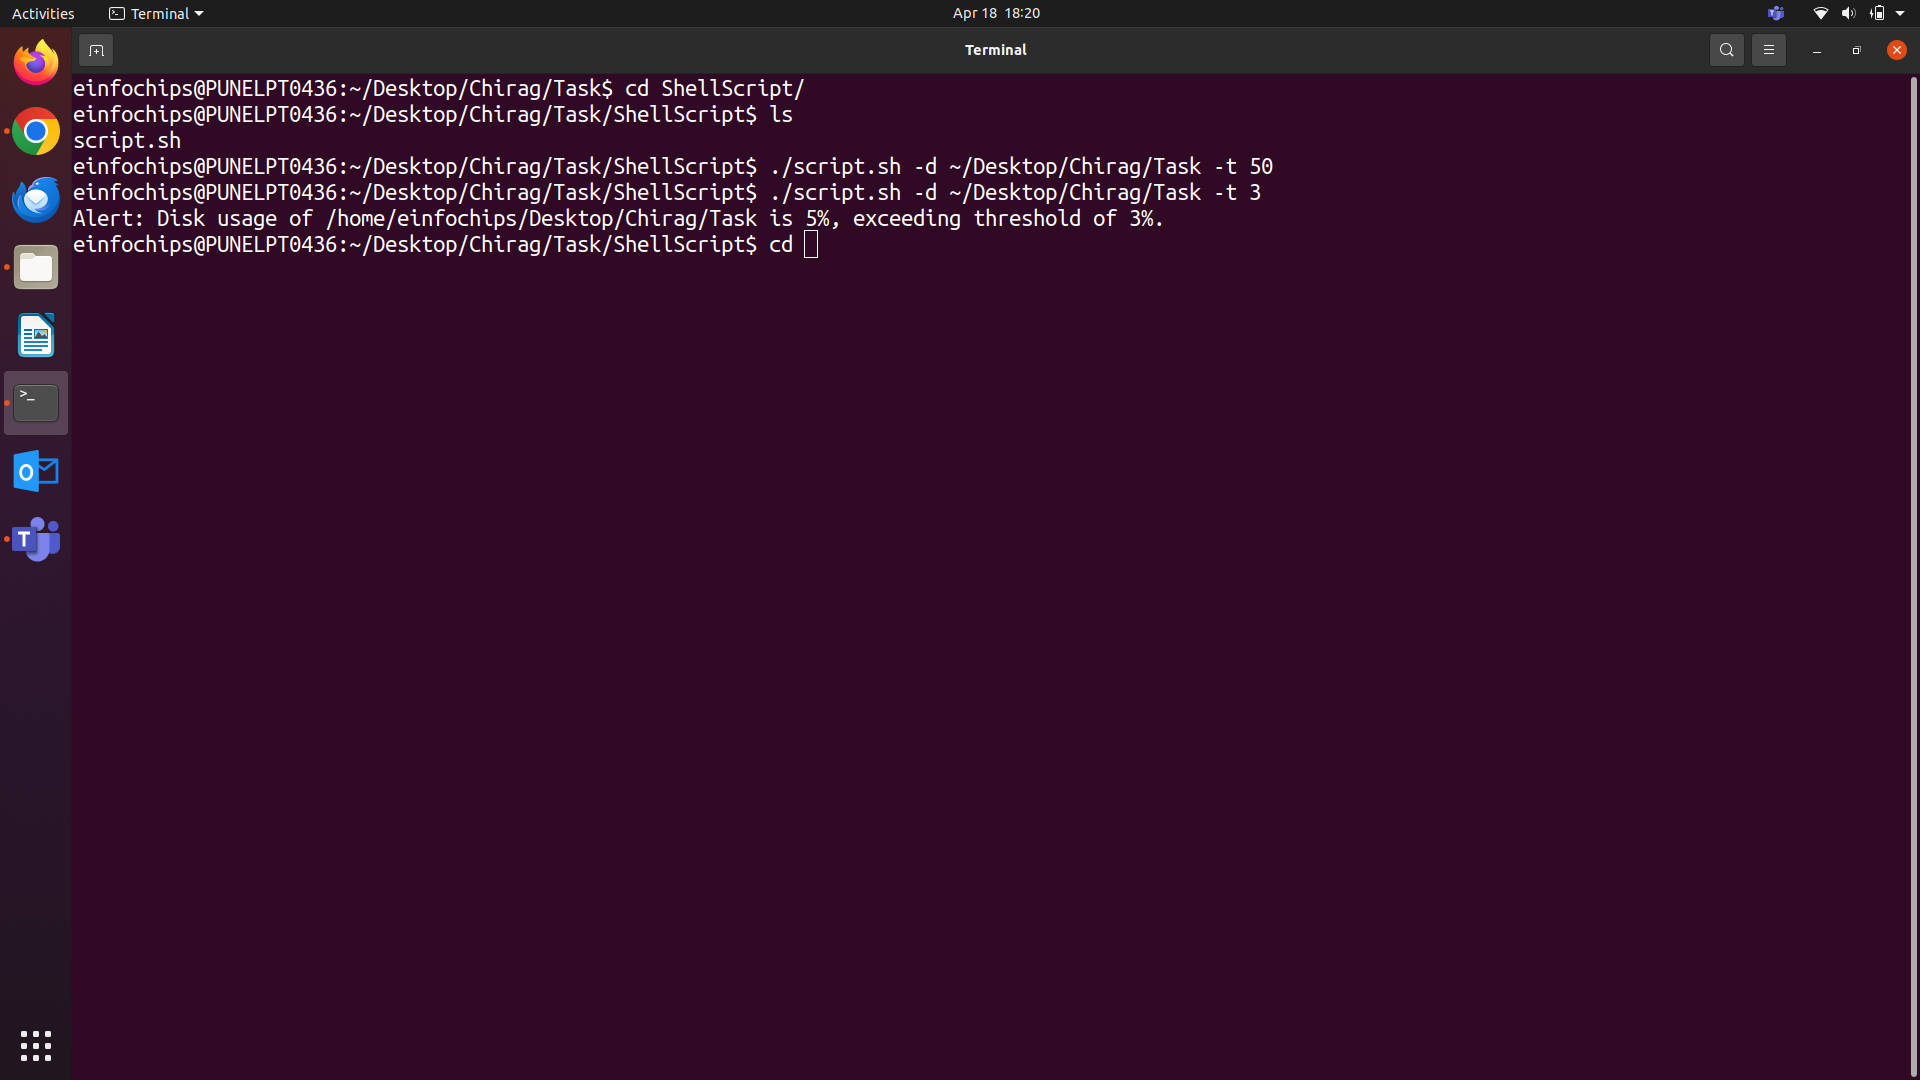 Activities
Terminal
Apr 18 18:20
Terminal
einfochips@PUNELPT0436:~/Desktop/Chirag/Task$ cd ShellScript/
einfochips@PUNELPT0436:~/Desktop/Chirag/Task/ShellScript$ ls
script.sh
einfochips@PUNELPT0436:~/Desktop/Chirag/Task/ShellScript$ ./script.sh -d ~/Desktop/Chirag/Task -t 50
einfochips@PUNELPT0436:~/Desktop/Chirag/Task/ShellScript$ ./script.sh -d ~/Desktop/Chirag/Task -t 3
Alert: Disk usage of /home/einfochips/Desktop/Chirag/Task is 5%, exceeding threshold of 3%.
einfochips@PUNELPT0436:~/Desktop/Chirag/Task/ShellScript$ cd